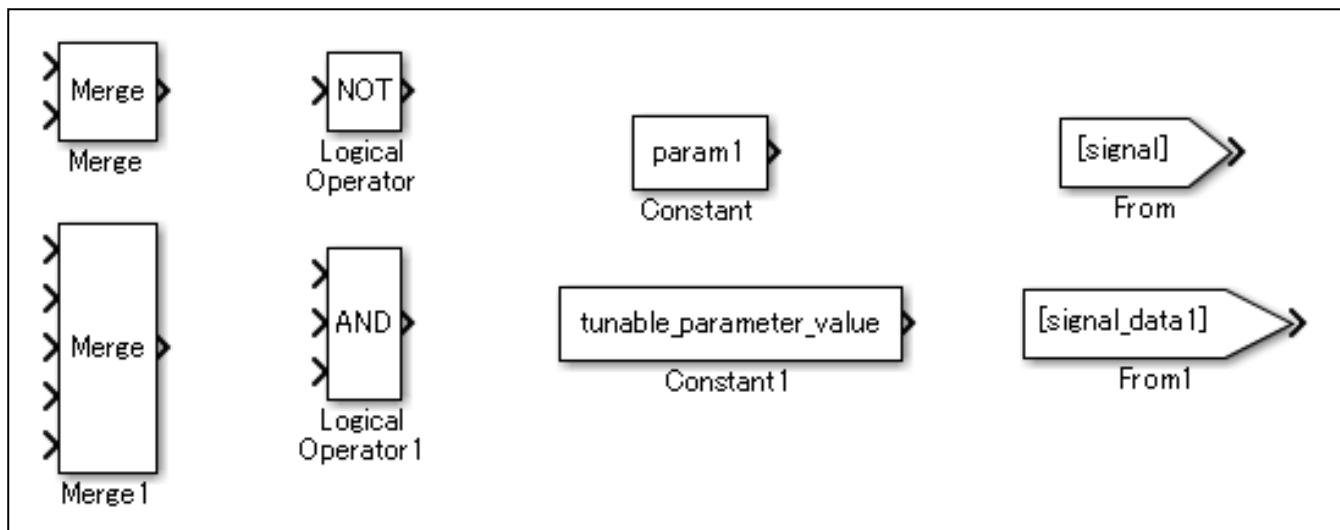 Merge
Merge
NOT
Logical
Operator
param1
Constant
[signal]
From
Merge
Merge1
AND
Logical
Operator1
tunable_parameter_value
Constant1
[signal_data1]
From1